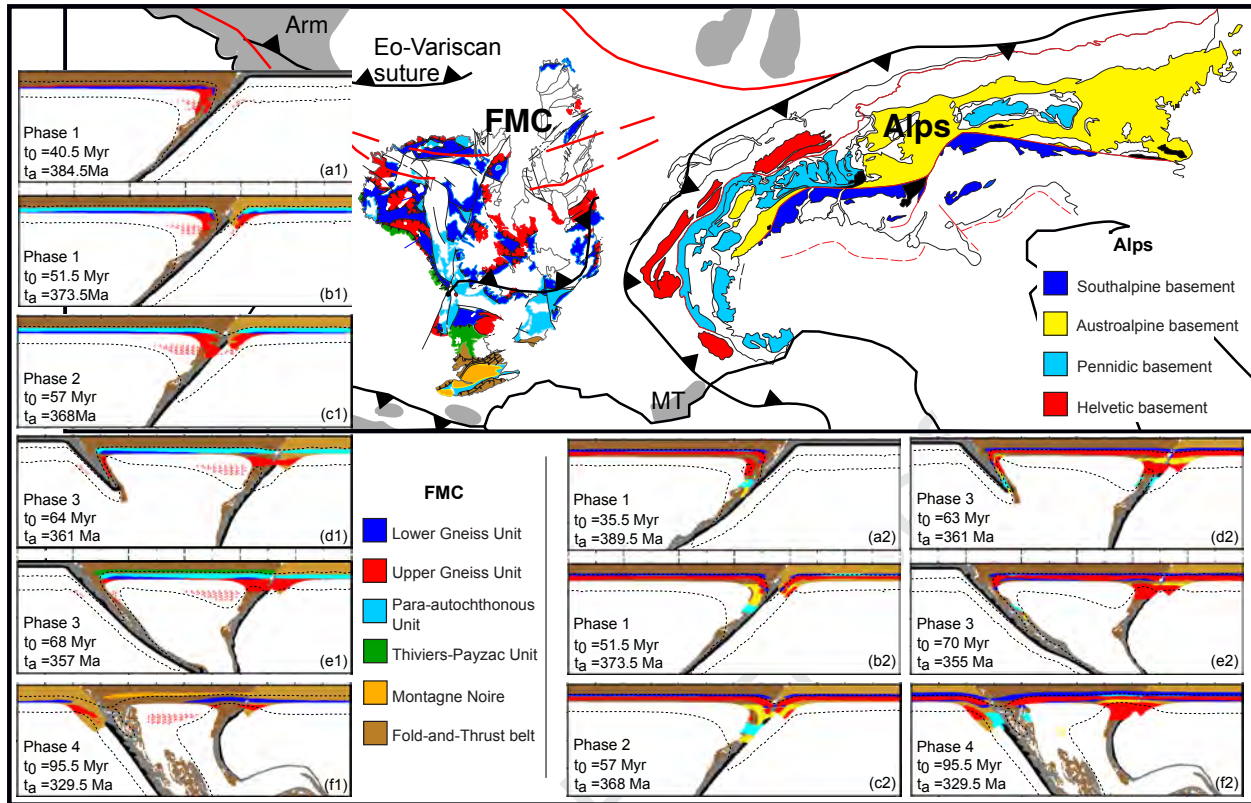 Arm
Eo-Variscan
suture
FMC
Alps
MT
Phase 1
t0 =40.5 Myr
ta =384.5Ma
(a1)
Phase 1
t0 =51.5 Myr
ta =373.5Ma
(b1)
Phase 2
t0 =57 Myr
ta =368Ma
(c1)
Phase 3
t0 =64 Myr
ta =361 Ma
(d1)
Phase 3
t0 =68 Myr
ta =357 Ma
(e1)
Phase 4
t0 =95.5 Myr
ta =329.5 Ma
(f1)
Alps
Southalpine basement
Austroalpine basement
Pennidic basement
Helvetic basement
FMC
Lower Gneiss Unit
Upper Gneiss Unit
Para-autochthonous
Unit
Thiviers-Payzac Unit
Montagne Noire
Fold-and-Thrust belt
Phase 1
t0 =35.5 Myr
ta =389.5 Ma
(a2)
Phase 1
t0 =51.5 Myr
ta =373.5 Ma
(b2)
Phase 2
t0 =57 Myr
ta =368 Ma
(c2)
Phase 3
t0 =63 Myr
ta =361 Ma
(d2)
Phase 3
t0 =70 Myr
ta =355 Ma
(e2)
Phase 4
t0 =95.5 Myr
ta =329.5 Ma
(f2)